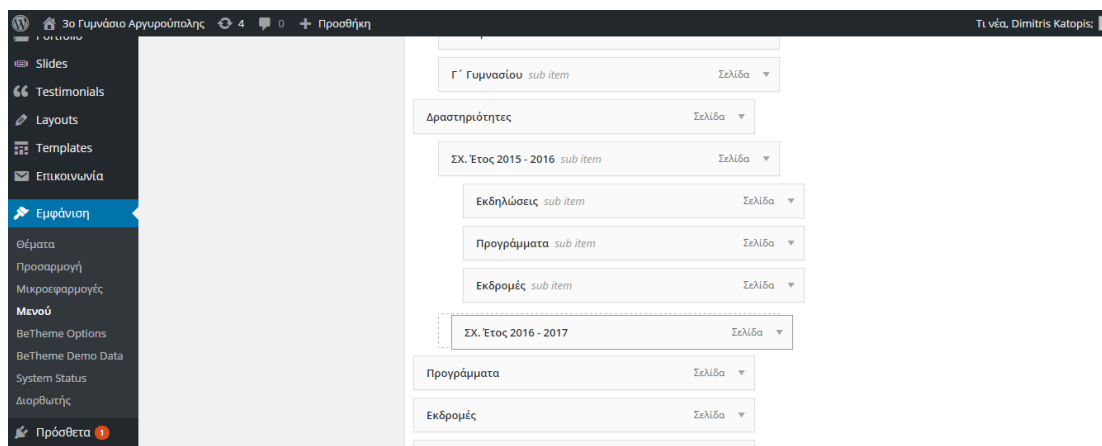 3ο Γυμνάσιο Αργυρούπολης 4 0 + Προσθήκη Τι νέα, Dimitris Katopis;
Portfolio
Slides
Testimonials
Layouts
Templates
Επικοινωνία
Εμφάνιση
Θέματα
Προσαρμογή
Μικροεφαρμογές
Μενού
BeTheme Options
BeTheme Demo Data
System Status
Διορθωτής
Πρόσθετα 1
Γ΄ Γυμνασίου sub item Σελίδα
Δραστηριότητες Σελίδα
ΣΧ. Έτος 2015 - 2016 sub item Σελίδα
Εκδηλώσεις sub item Σελίδα
Προγράμματα sub item Σελίδα
Εκδρομές sub item Σελίδα
ΣΧ. Έτος 2016 - 2017 Σελίδα
Προγράμματα Σελίδα
Εκδρομές Σελίδα